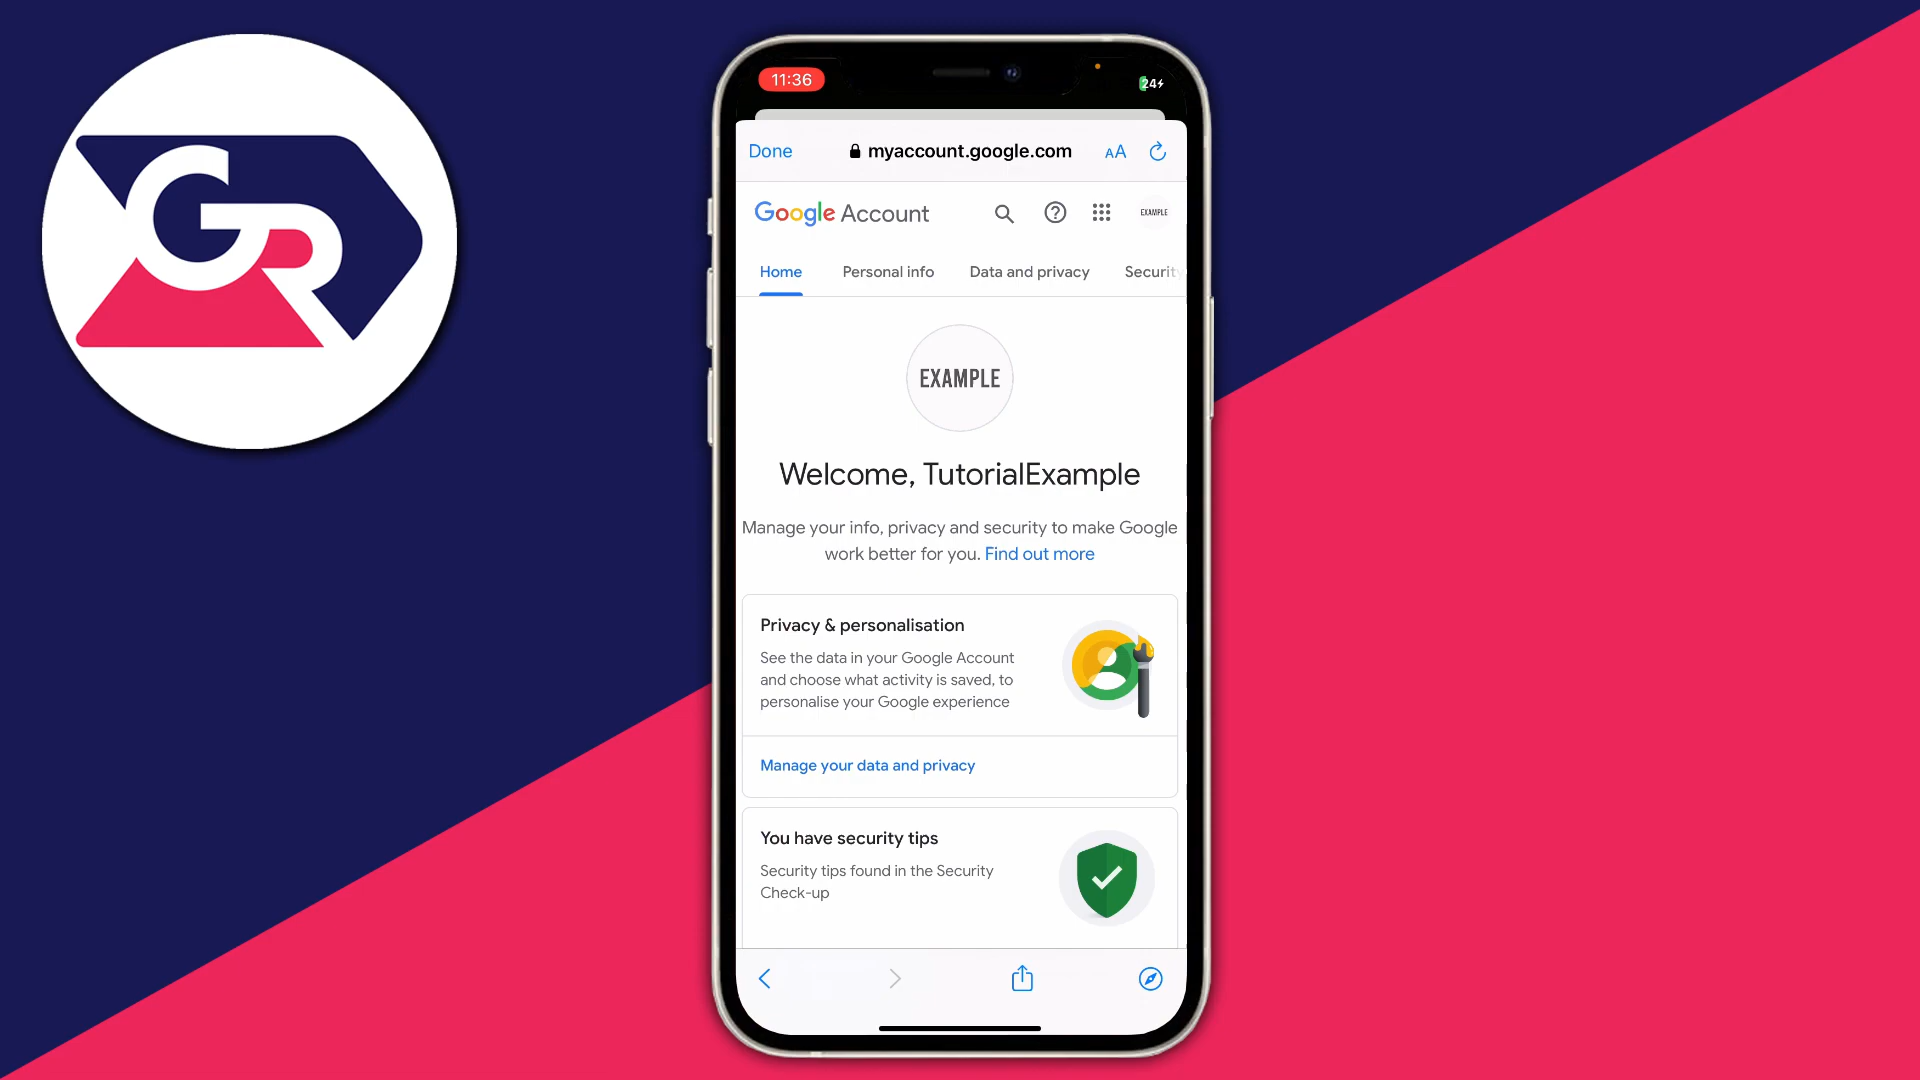 GR
11:36
24
Done
myaccount.google.com
AA
Google Account
EXAMPLE
Home
Personal info
Data and privacy
Securit
EXAMPLE
Welcome, TutorialExample
Manage your info, privacy and security to make Google
work better for you. Find out more
Privacy & personalisation
See the data in your Google Account
and choose what activity is saved, to
personalise your Google experience
Manage your data and privacy
You have security tips
Security tips found in the Security
Check-up